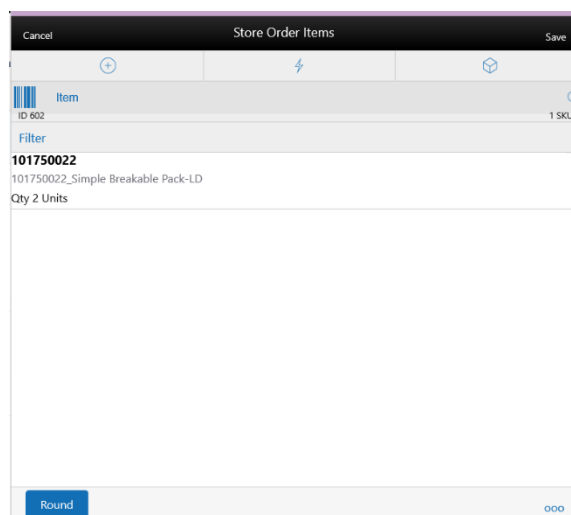 Cancel Store Order Items Save
Item
ID 602 1 SKU
Filter
101750022
101750022_Simple Breakable Pack-LD
Qty 2 Units
Round ooo